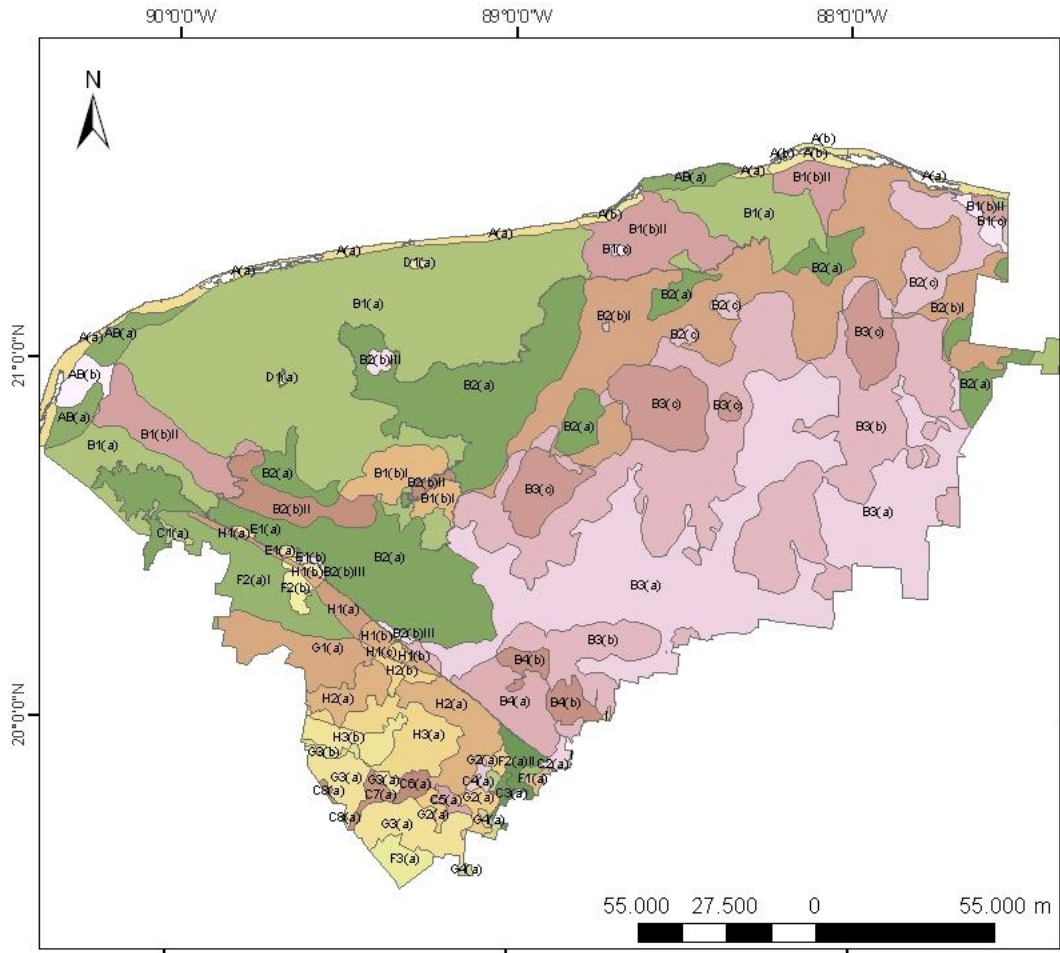 90°0'0"W 89°0'0"W 88°0'0"W
N
A(b)
A(b) A(b)
AB(a) A(a) A(a)
B1(b)II
B1(a) B1(b)II
A(b) B1(c)
A(a) B1(b)II
A(a) B1(c)
A(a) D1(a) B2(a)
B2(a) B2(c)
B1(a) B2(c) B2(b)I
B2(b)I
AB(a) B3(c)
A(a) B2(c)
21°0'0"N
B2(b)III
AB(b) D1(a) B2(a) B2(a)
B3(c) B3(c)
AB(a) B2(a) B3(b)
B1(a) B1(b)II
B2(a) B1(b)I
B2(b)II B3(c)
B1(b)I
B2(b)II B3(a)
C1(a) H1(a) E1(a)
E1(a) E1(b) B2(a)
H1(b) B2(b)III
F2(a)I F2(b) B3(a)
H1(a)
H1(b) B2(b)III
G1(a) H1(c) H1(b) B3(b)
H2(b) B4(b)
H2(a) H2(a) B4(a) B4(b)
20°0'0"N
H3(b) H3(a)
G3(b) G2(a) F2(a)II C2(a)
G3(a) G3(a) C6(a) C4(a) F1(a)
C8(a) C7(a) C5(a) G2(a) C3(a)
C8(a) G3(a) G2(a) G4(a)
F3(a) G4(a)
55.000 27.500 0 55.000 m